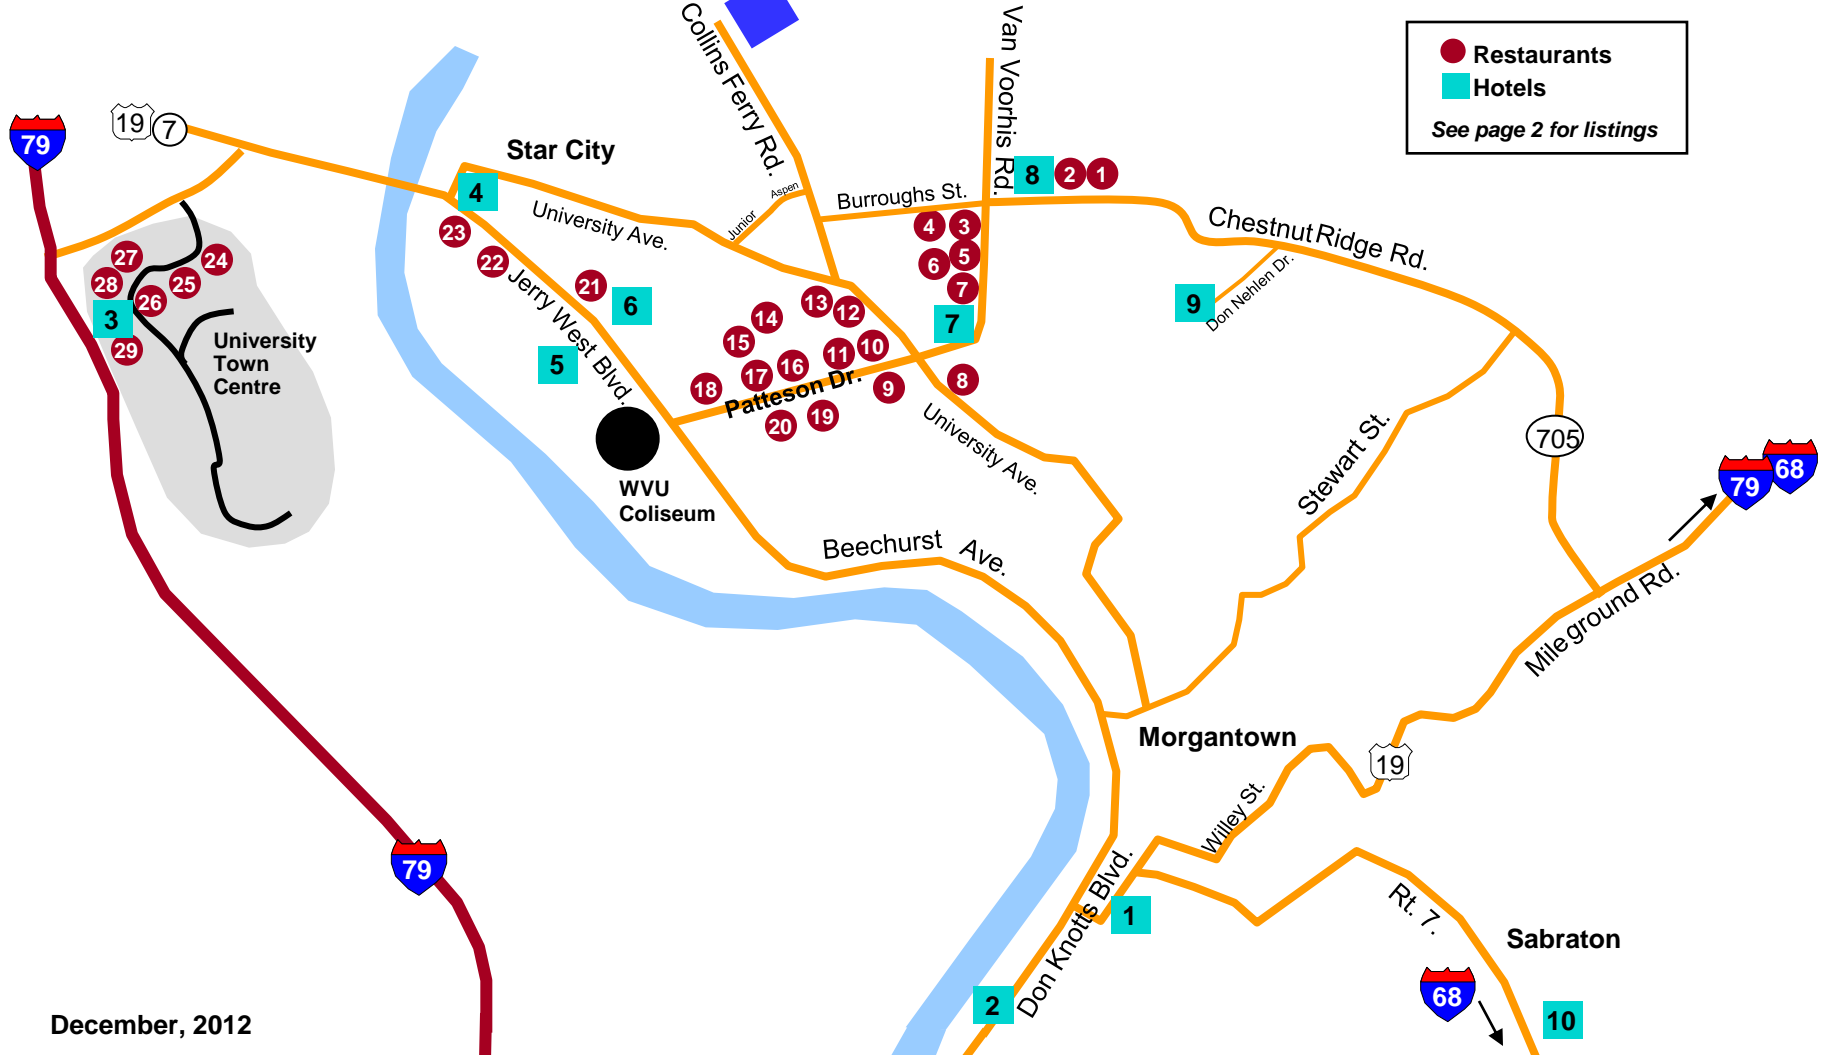 Collins Ferry Rd.
Van Voorhis Rd.
Restaurants
Hotels
See page 2 for listings
79
19
7
Star City
4
University Ave.
Aspen
Junior
Burroughs St.
8
2
1
Chestnut Ridge Rd.
23
22
Jerry West Blvd.
21
6
5
4
3
6
5
7
7
9
Don Nehlen Dr.
27
24
28
25
26
3
29
University
Town
Centre
13
12
14
15
11
10
16
17
18
Patteson Dr.
9
8
19
20
University Ave.
5
WVU
Coliseum
Stewart St.
705
79
68
Beechurst Ave.
Mileground Rd.
Morgantown
19
Willey St.
79
Don Knotts Blvd.
1
2
Rt. 7.
Sabraton
68
10
December, 2012